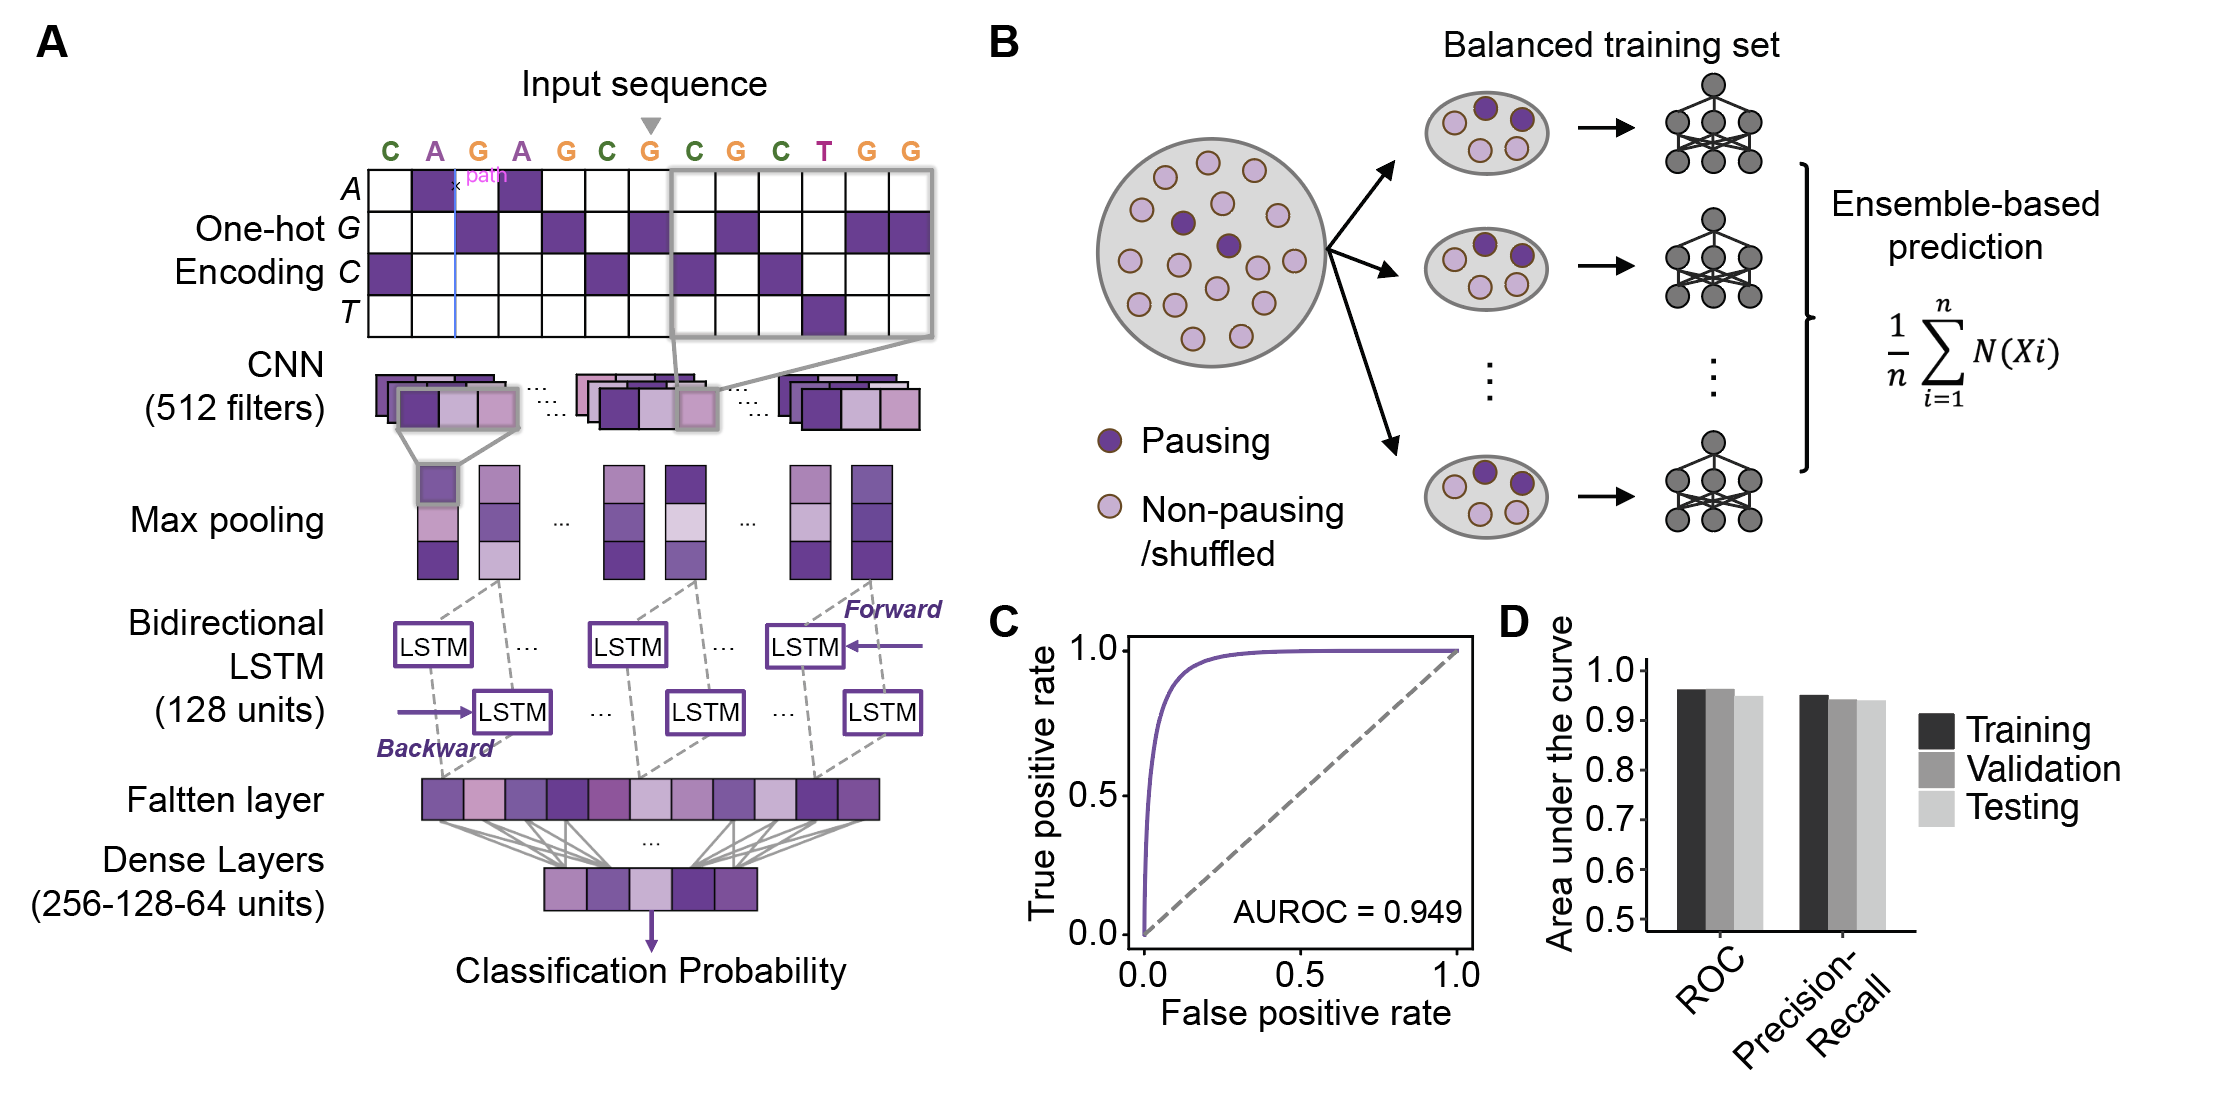 A
Input sequence
C A G A G C G C G C T G G
path
A
G
C
T
One-hot
Encoding
CNN
(512 filters)
...
...
...
...
...
...
Max pooling
...
...
Bidirectional
LSTM
(128 units)
Forward
LSTM
...
LSTM
...
LSTM
LSTM
...
LSTM
...
LSTM
Backward
Faltten layer
...
Dense Layers
(256-128-64 units)
Classification Probability
B
Balanced training set
Ensemble-based
prediction
1/n ∑ i=1 n N(Xi)
Pausing
Non-pausing
/shuffled
C
True positive rate
1.0
0.5
0.0
AUROC = 0.949
0.0 0.5 1.0
False positive rate
D
Area under the curve
1.0
0.9
0.8
0.7
0.6
0.5
ROC
Precision-
Recall
Training
Validation
Testing